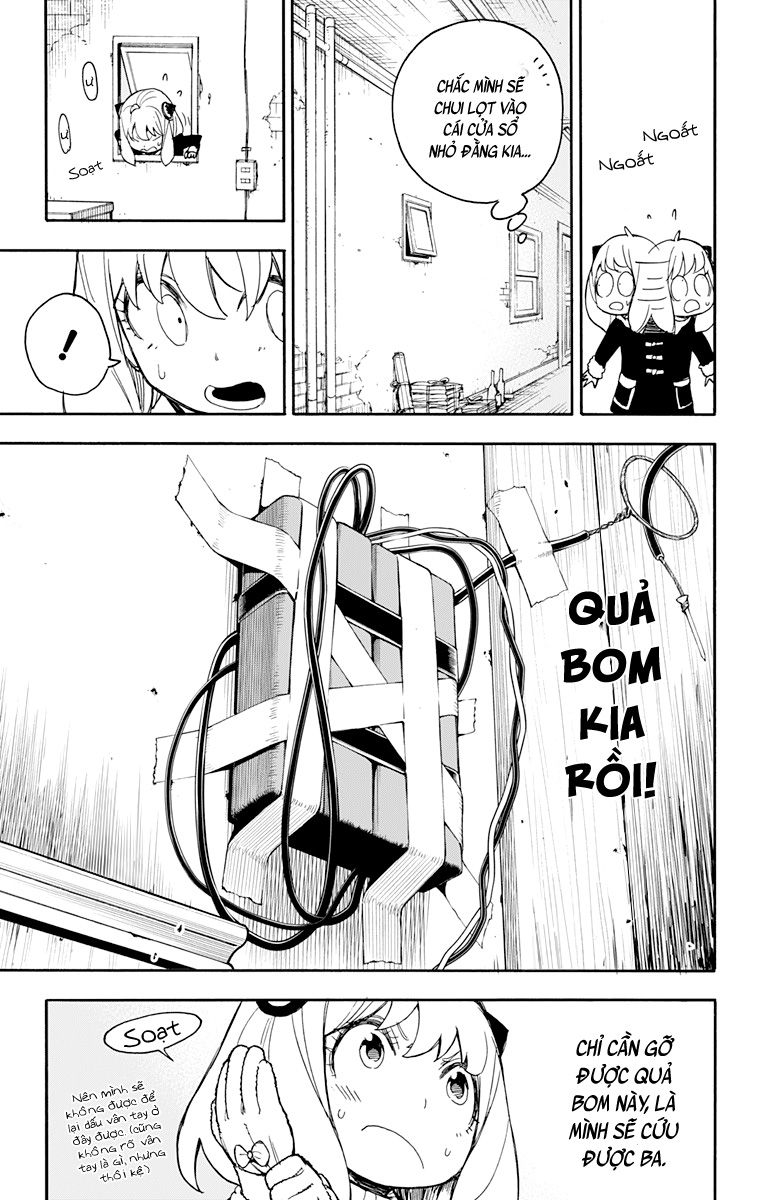 Ngoắt
Ngoắt
CHẮC MÌNH SẼ
CHUI LỌT VÀO
CÁI CỬA SỔ
NHỎ ĐẰNG KIA...
Ư
Ư
Soạt
!
QUẢ
BOM
KIA
RỒI!
CHỈ CẦN GỠ
ĐƯỢC QUẢ
BOM NÀY, LÀ
MÌNH SẼ CỨU
ĐƯỢC BA.
Soạt
Nên mình sẽ
không được để
lại dấu vân tay ở
đây được (cũng
không rõ vân
tay là gì, nhưng
thôi kệ)